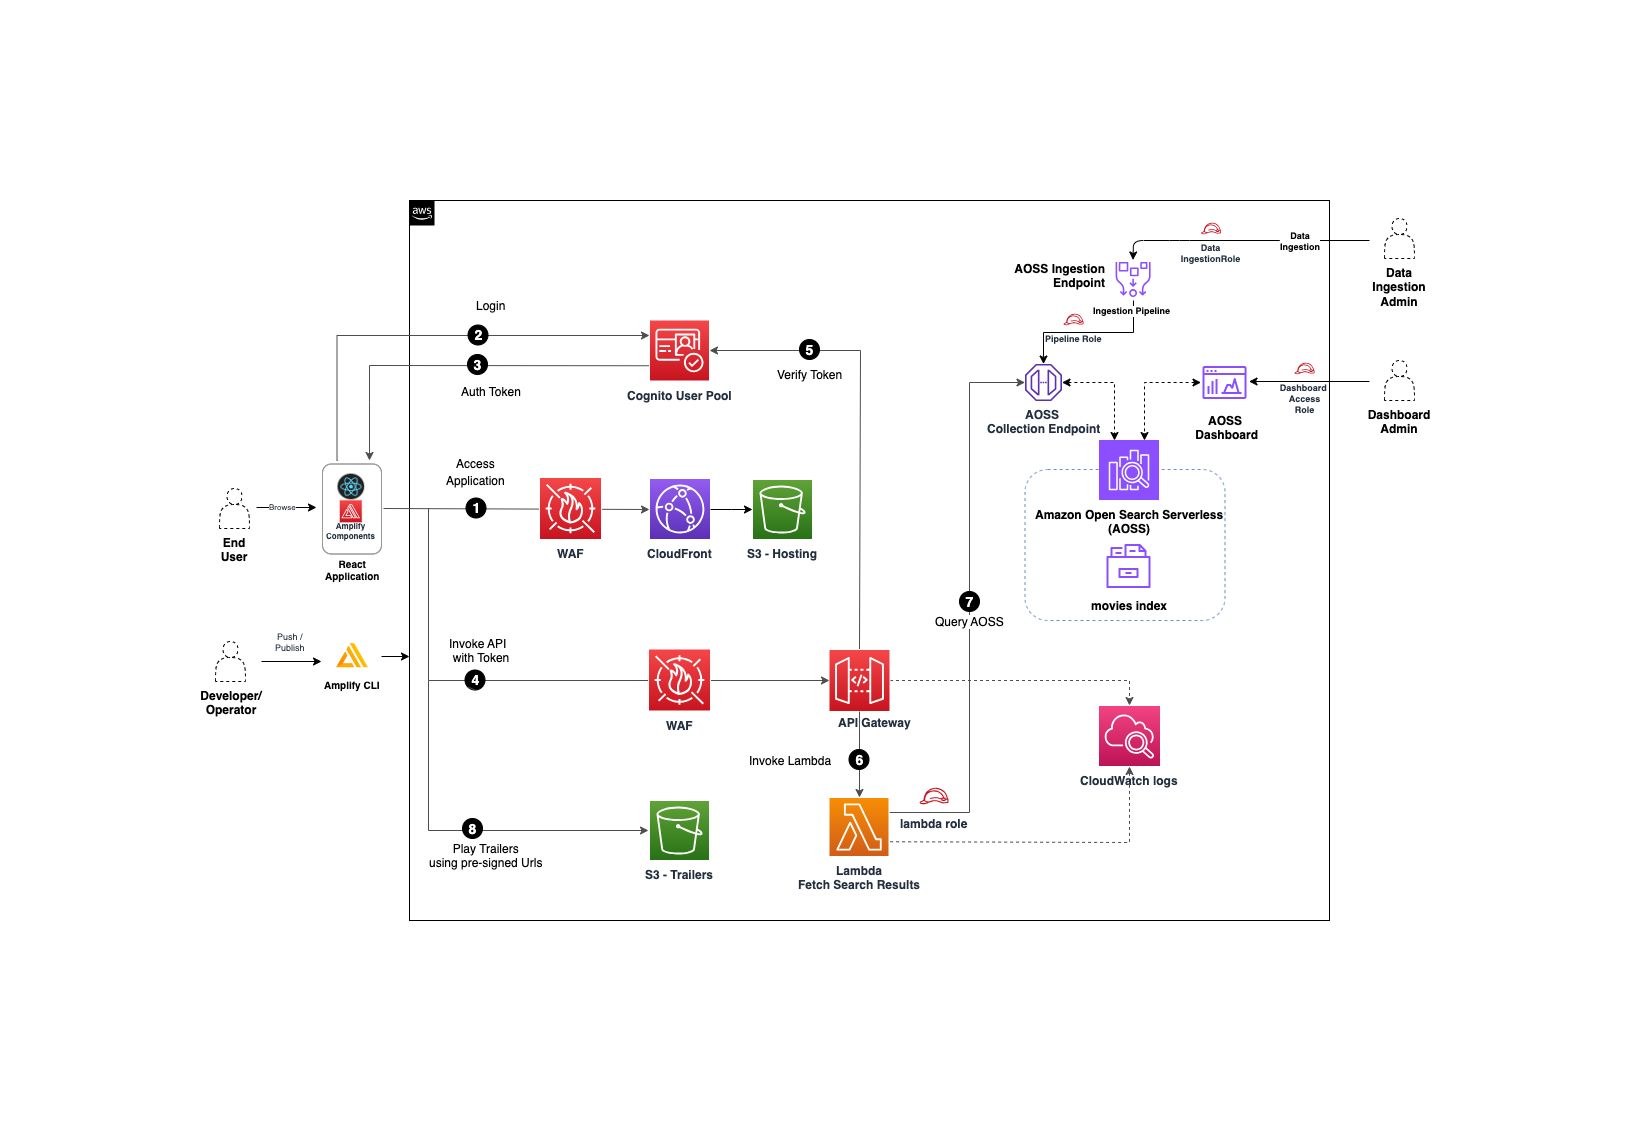 aws
Data
IngestionRole
Data
Ingestion
Data
Ingestion
Admin
AOSS Ingestion
Endpoint
Ingestion Pipeline
Pipeline Role
Login
2
3
Auth Token
Cognito User Pool
5
Verify Token
AOSS
Collection Endpoint
AOSS
Dashboard
Dashboard
Access
Role
Dashboard
Admin
Access
Application
1
WAF
CloudFront
S3 - Hosting
Amazon Open Search Serverless
(AOSS)
movies index
End
User
Browse
Amplify
Components
React
Application
7
Query AOSS
Developer/
Operator
Push /
Publish
Amplify CLI
Invoke API
with Token
4
WAF
</>
API Gateway
CloudWatch logs
Invoke Lambda
6
lambda role
Lambda
Fetch Search Results
8
Play Trailers
using pre-signed Urls
S3 - Trailers